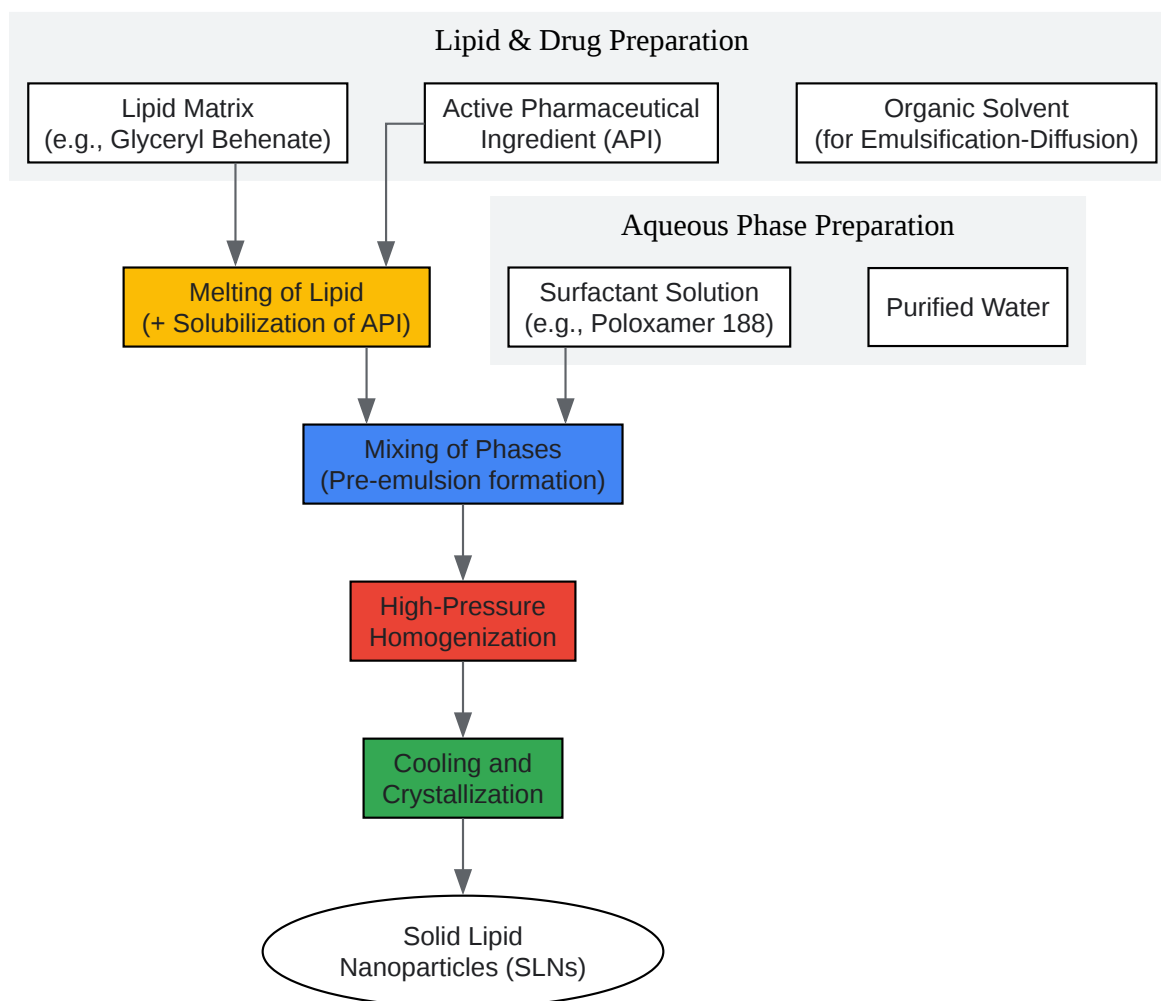 Lipid & Drug Preparation
Lipid Matrix
(e.g., Glyceryl Behenate)
Active Pharmaceutical
Ingredient (API)
Organic Solvent
(for Emulsification-Diffusion)
Aqueous Phase Preparation
Melting of Lipid
(+ Solubilization of API)
Surfactant Solution
(e.g., Poloxamer 188)
Purified Water
Mixing of Phases
(Pre-emulsion formation)
High-Pressure
Homogenization
Cooling and
Crystallization
Solid Lipid
Nanoparticles (SLNs)